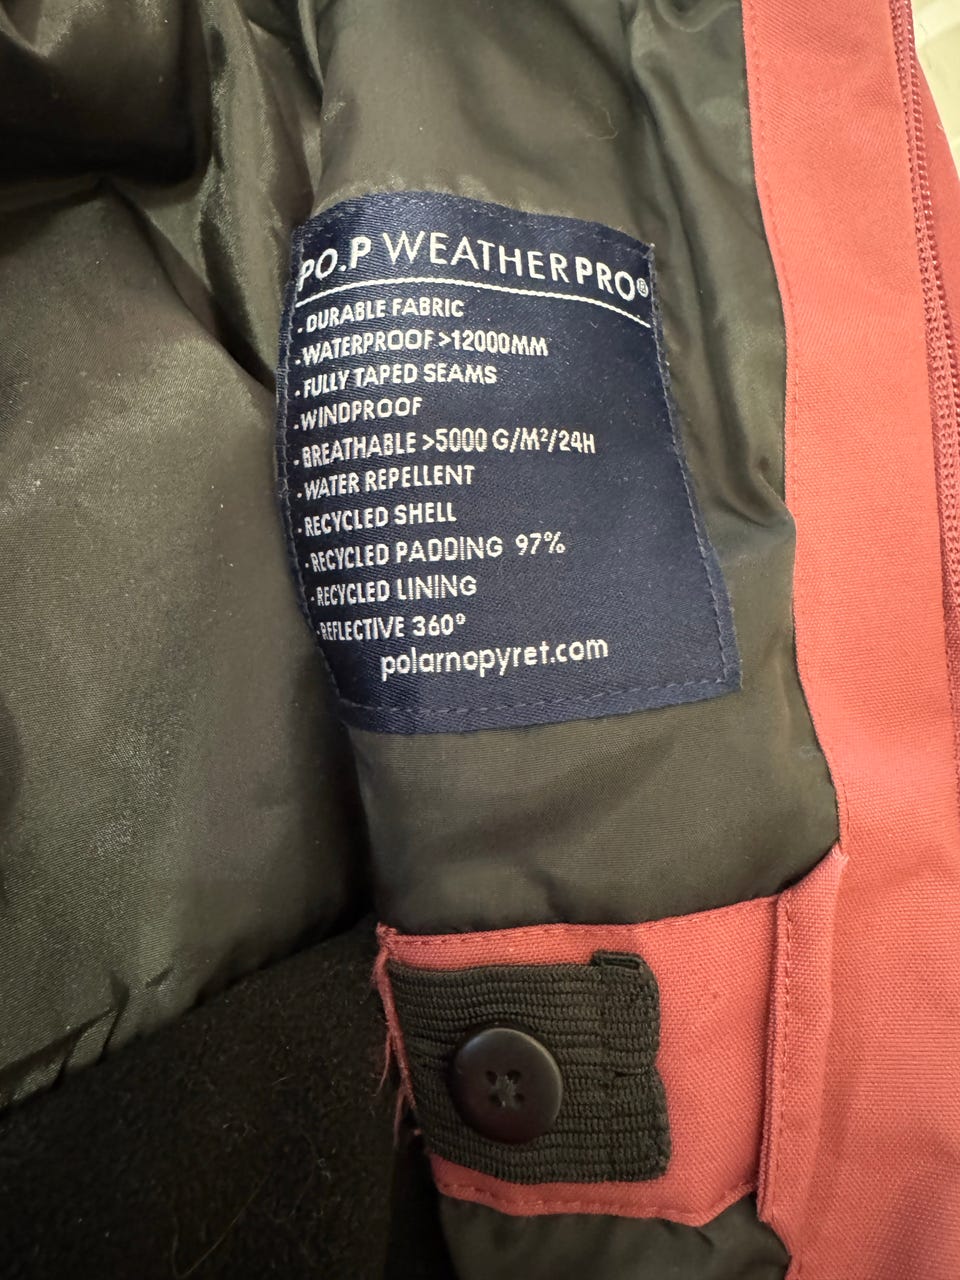 PO.P WEATHERPRO®
- DURABLE FABRIC
- WATERPROOF >12000MM
- FULLY TAPED SEAMS
- WINDPROOF
- BREATHABLE >5000 G/M²/24H
- WATER REPELLENT
- RECYCLED SHELL
- RECYCLED PADDING 97%
- RECYCLED LINING
- REFLECTIVE 360°
polarnopyret.com